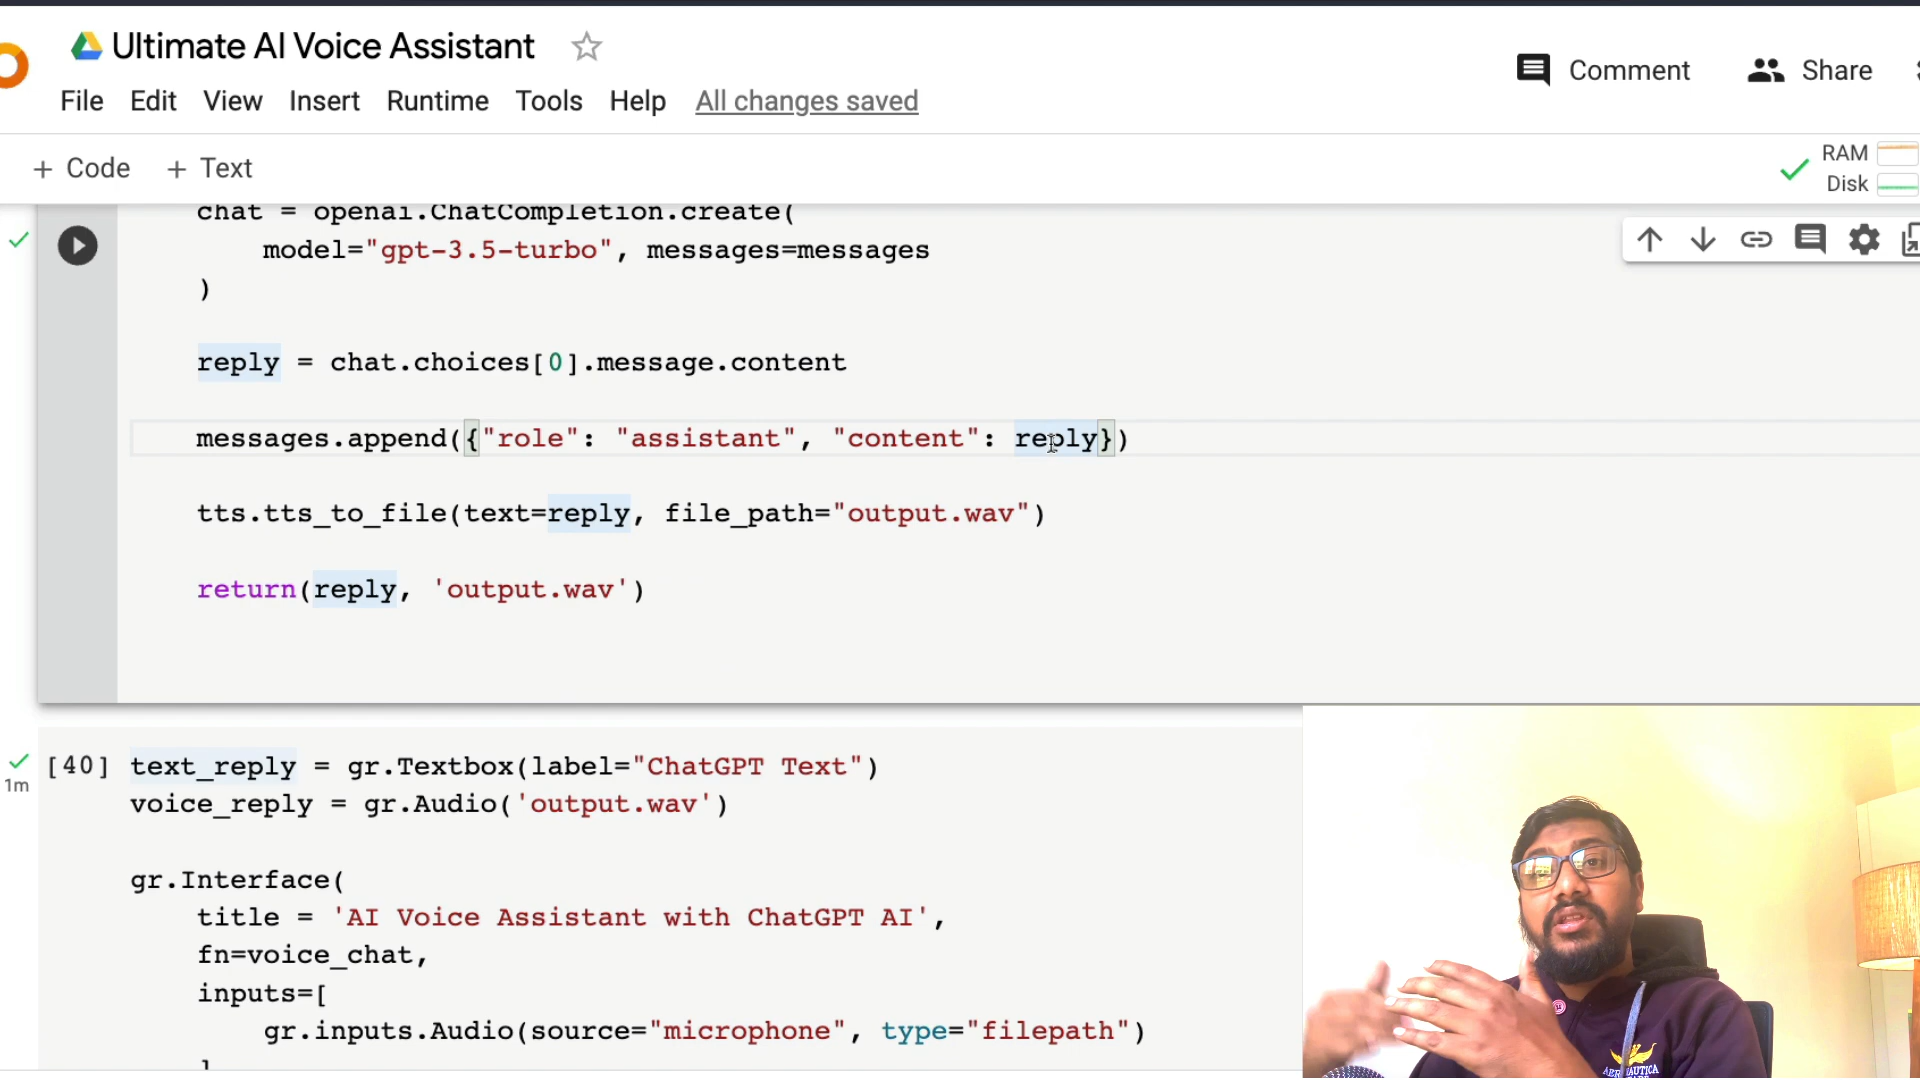 Ultimate AI Voice Assistant
File Edit View Insert Runtime Tools Help All changes saved
Comment Share
+ Code + Text
RAM
Disk
chat = openai.ChatCompletion.create(
model="gpt-3.5-turbo", messages=messages
)
reply = chat.choices[0].message.content
messages.append({"role": "assistant", "content": reply})
tts.tts_to_file(text=reply, file_path="output.wav")
return(reply, 'output.wav')
1m
[40] text_reply = gr.Textbox(label="ChatGPT Text")
voice_reply = gr.Audio('output.wav')
gr.Interface(
title = 'AI Voice Assistant with ChatGPT AI',
fn=voice_chat,
inputs=[
gr.inputs.Audio(source="microphone", type="filepath")
]